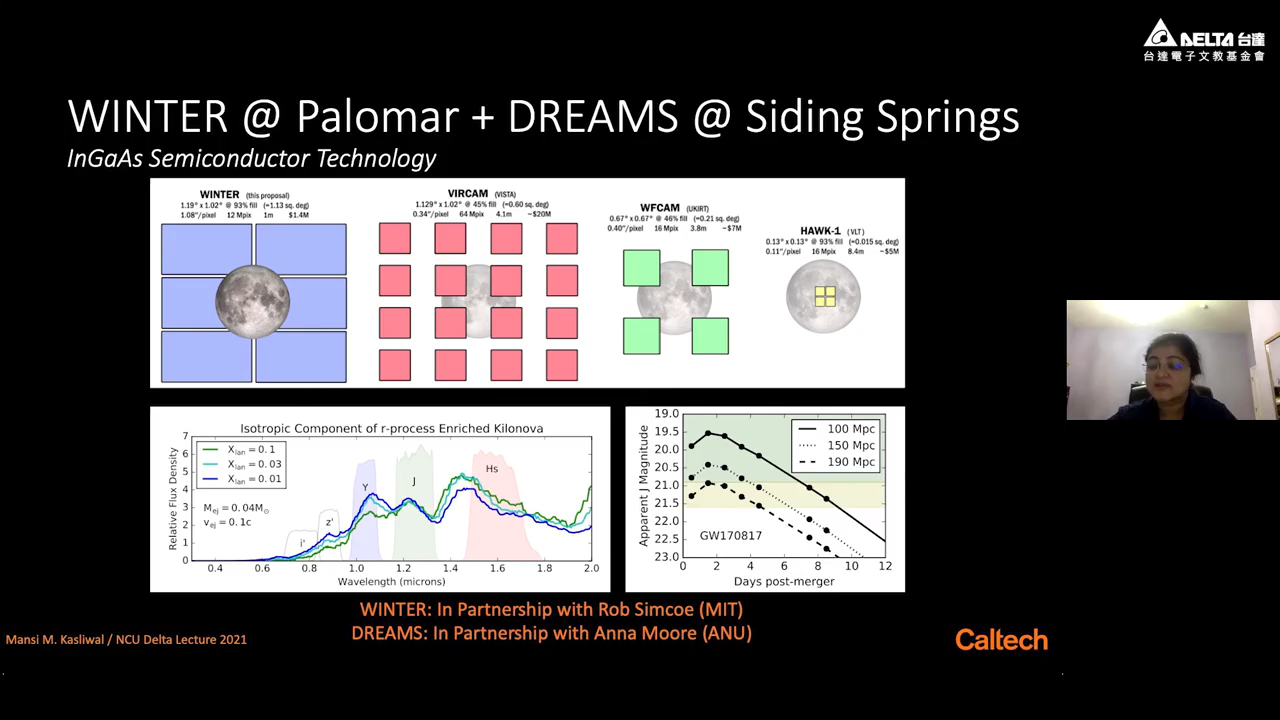 DELTA 台達
台達電子文教基金會
WINTER @ Palomar + DREAMS @ Siding Springs
InGaAs Semiconductor Technology
WINTER (this proposal)
1.19° x 1.02° @ 93% fill (=1.13 sq. deg)
1.08"/pixel 12 Mpix 1m $1.4M
VIRCAM (VISTA)
1.129° x 1.02° @ 45% fill (=0.60 sq. deg)
0.34"/pixel 64 Mpix 4.1m ~$20M
WFCAM (UKIRT)
0.67° x 0.67° @ 46% fill (=0.21 sq. deg)
0.40"/pixel 16 Mpix 3.8m ~$7M
HAWK-1 (VLT)
0.13° x 0.13° @ 93% fill (=0.015 sq. deg)
0.11"/pixel 16 Mpix 8.4m ~$5M
Isotropic Component of r-process Enriched Kilonova
Relative Flux Density
7
6
5
4
3
2
1
0
X_lan = 0.1
X_lan = 0.03
X_lan = 0.01
M_ej = 0.04M☉
v_ej = 0.1c
i'
z'
Y
J
Hs
0.4 0.6 0.8 1.0 1.2 1.4 1.6 1.8 2.0
Wavelength (microns)
Apparent J Magnitude
19.0
19.5
20.0
20.5
21.0
21.5
22.0
22.5
23.0
100 Mpc
150 Mpc
190 Mpc
GW170817
0 2 4 6 8 10 12
Days post-merger
WINTER: In Partnership with Rob Simcoe (MIT)
DREAMS: In Partnership with Anna Moore (ANU)
Mansi M. Kasliwal / NCU Delta Lecture 2021
Caltech